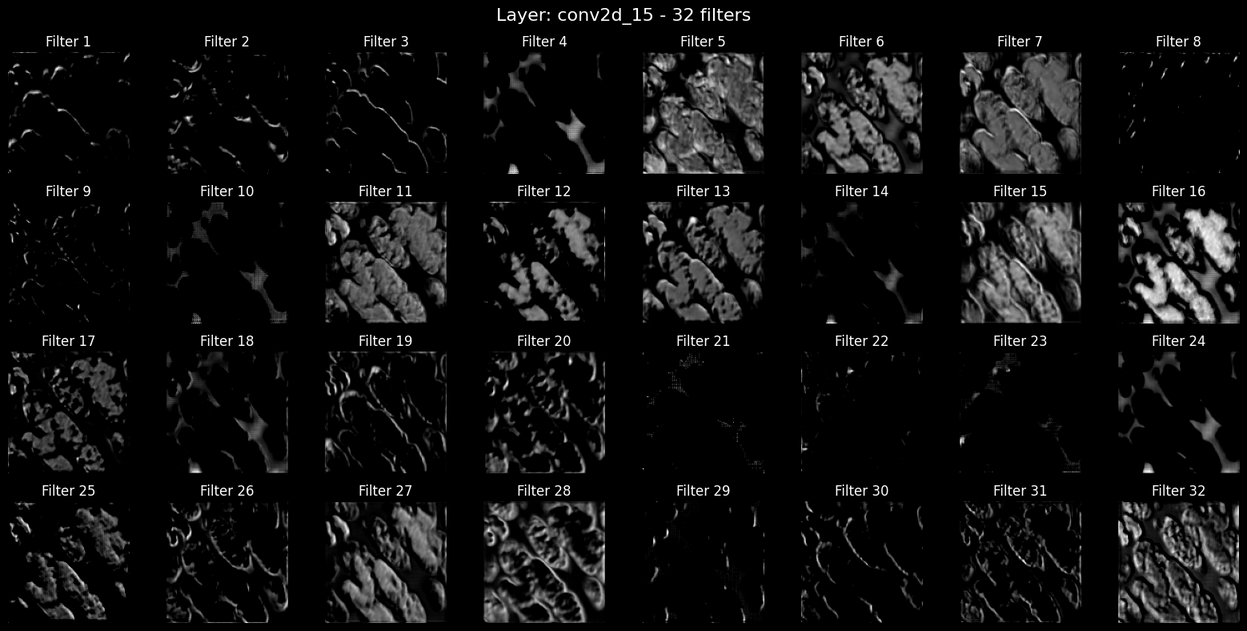 Layer: conv2d_15 - 32 filters
Filter 1 Filter 2 Filter 3 Filter 4 Filter 5 Filter 6 Filter 7 Filter 8
Filter 9 Filter 10 Filter 11 Filter 12 Filter 13 Filter 14 Filter 15 Filter 16
Filter 17 Filter 18 Filter 19 Filter 20 Filter 21 Filter 22 Filter 23 Filter 24
Filter 25 Filter 26 Filter 27 Filter 28 Filter 29 Filter 30 Filter 31 Filter 32